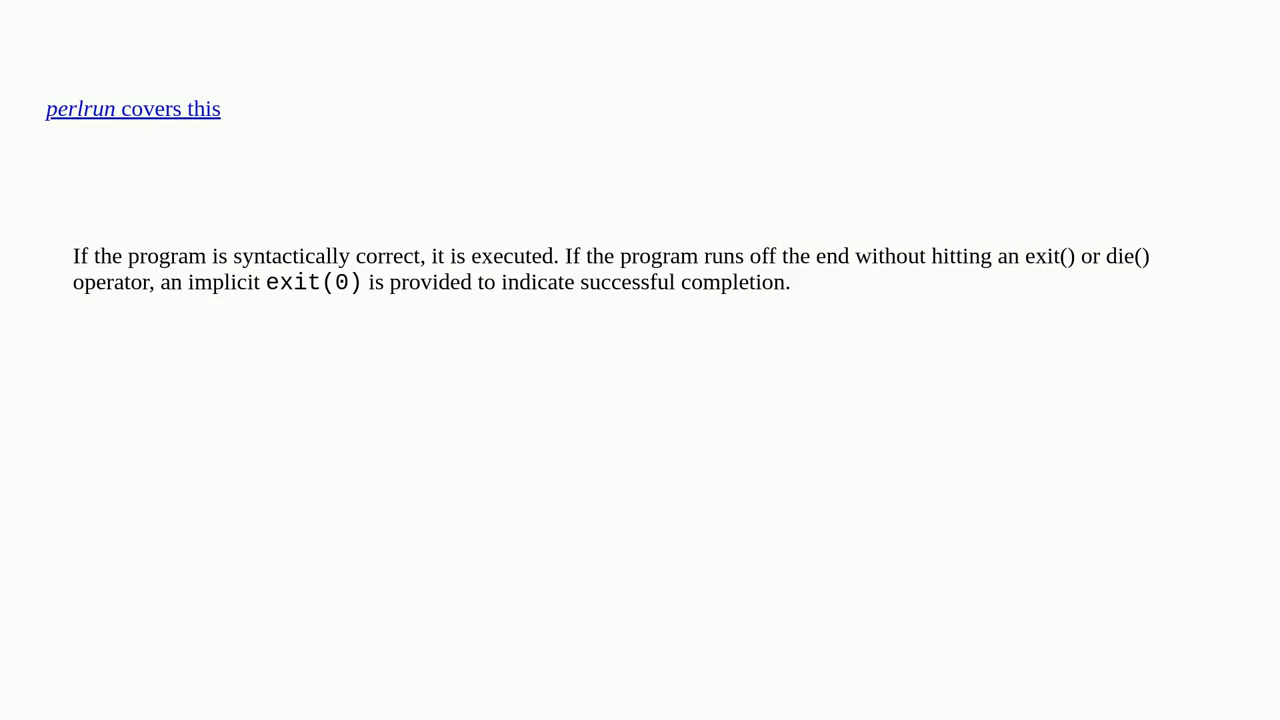 perlrun covers this
If the program is syntactically correct, it is executed. If the program runs off the end without hitting an exit() or die()
operator, an implicit exit(0) is provided to indicate successful completion.